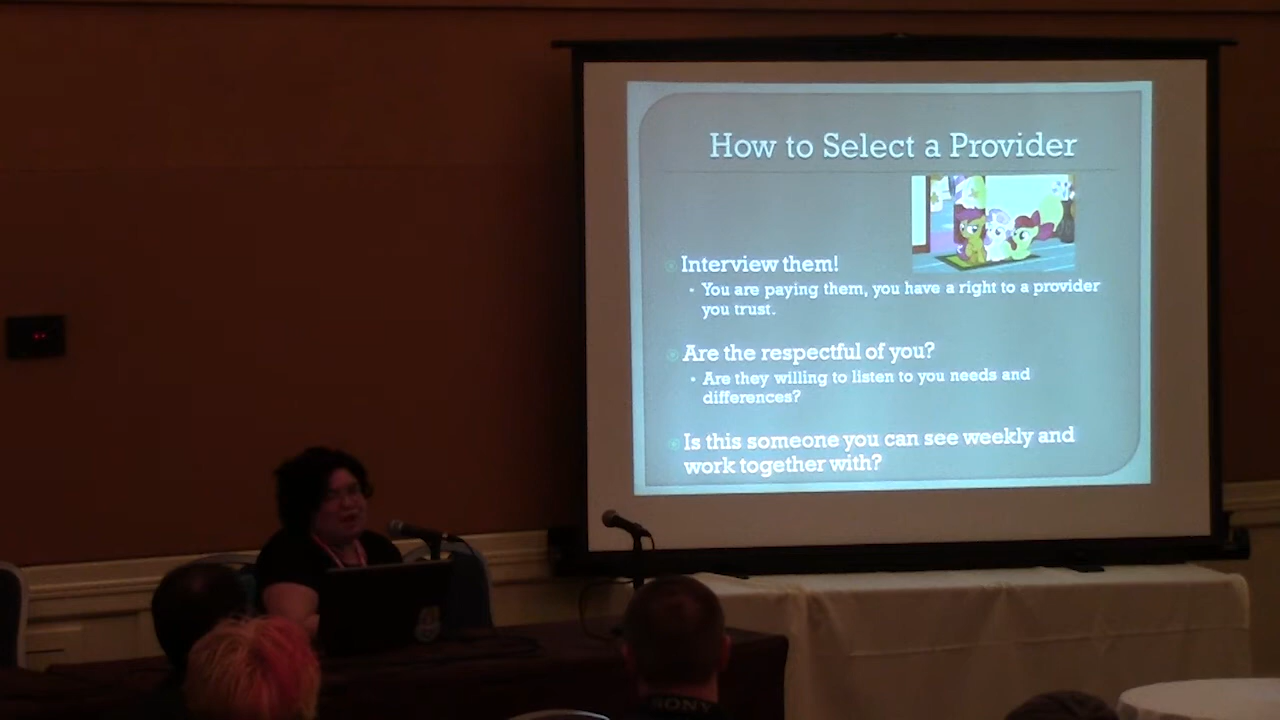 How to Select a Provider
Interview them!
You are paying them, you have a right to a provider
you trust.
Are the respectful of you?
Are they willing to listen to you needs and
differences?
Is this someone you can see weekly and
work together with?
SONY